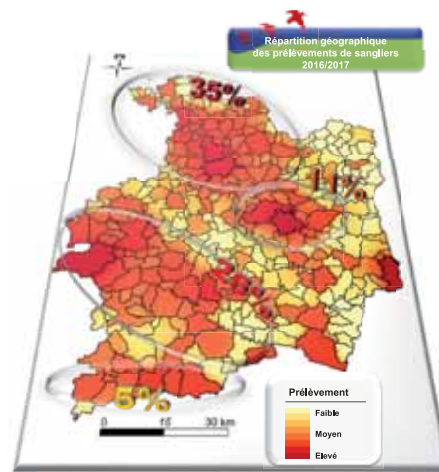 Répartition géographique
des prélèvements de sangliers
2016/2017
35%
11%
5%
0 15 30 km
Prélèvement
Faible
Moyen
Elevé